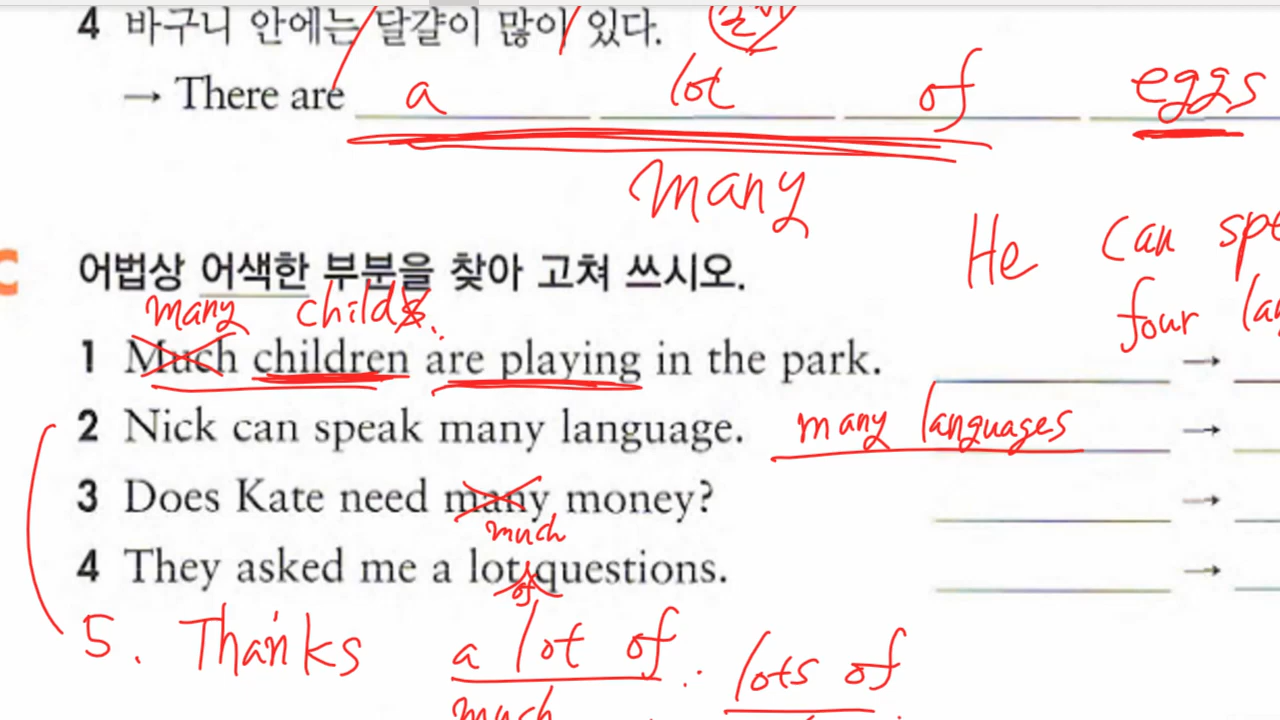 4 바구니 안에는 달걀이 많이 있다.
→ There are a lot of eggs
many
He can
four
C 어법상 어색한 부분을 찾아 고쳐 쓰시오.
many child
1 Much children are playing in the park. →
2 Nick can speak many language. many languages →
3 Does Kate need many money? →
much
4 They asked me a lot questions. →
of
5. Thanks a lot of . lots of
much